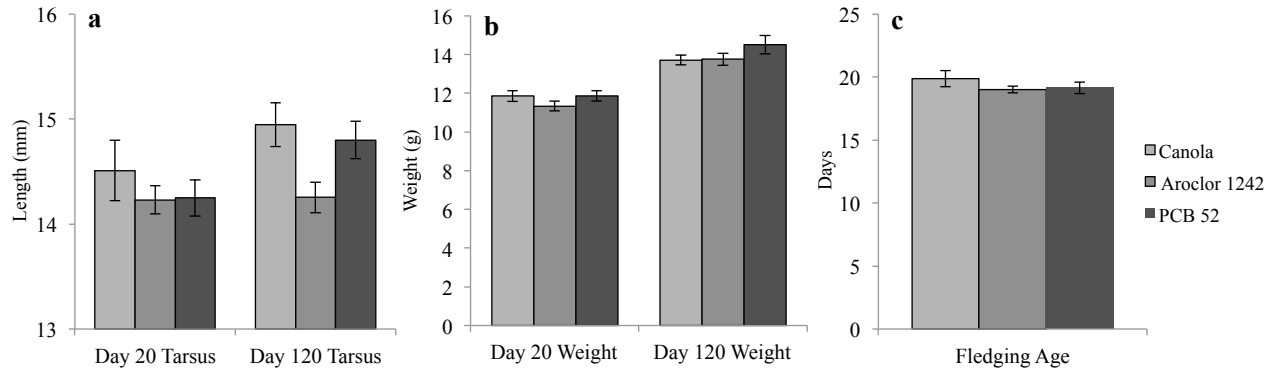 a
16
15
14
13
Length (mm)
Day 20 Tarsus
Day 120 Tarsus
b
16
14
12
10
8
6
4
2
0
Weight (g)
Day 20 Weight
Day 120 Weight
c
25
20
15
10
5
0
Days
Fledging Age
Canola
Aroclor 1242
PCB 52